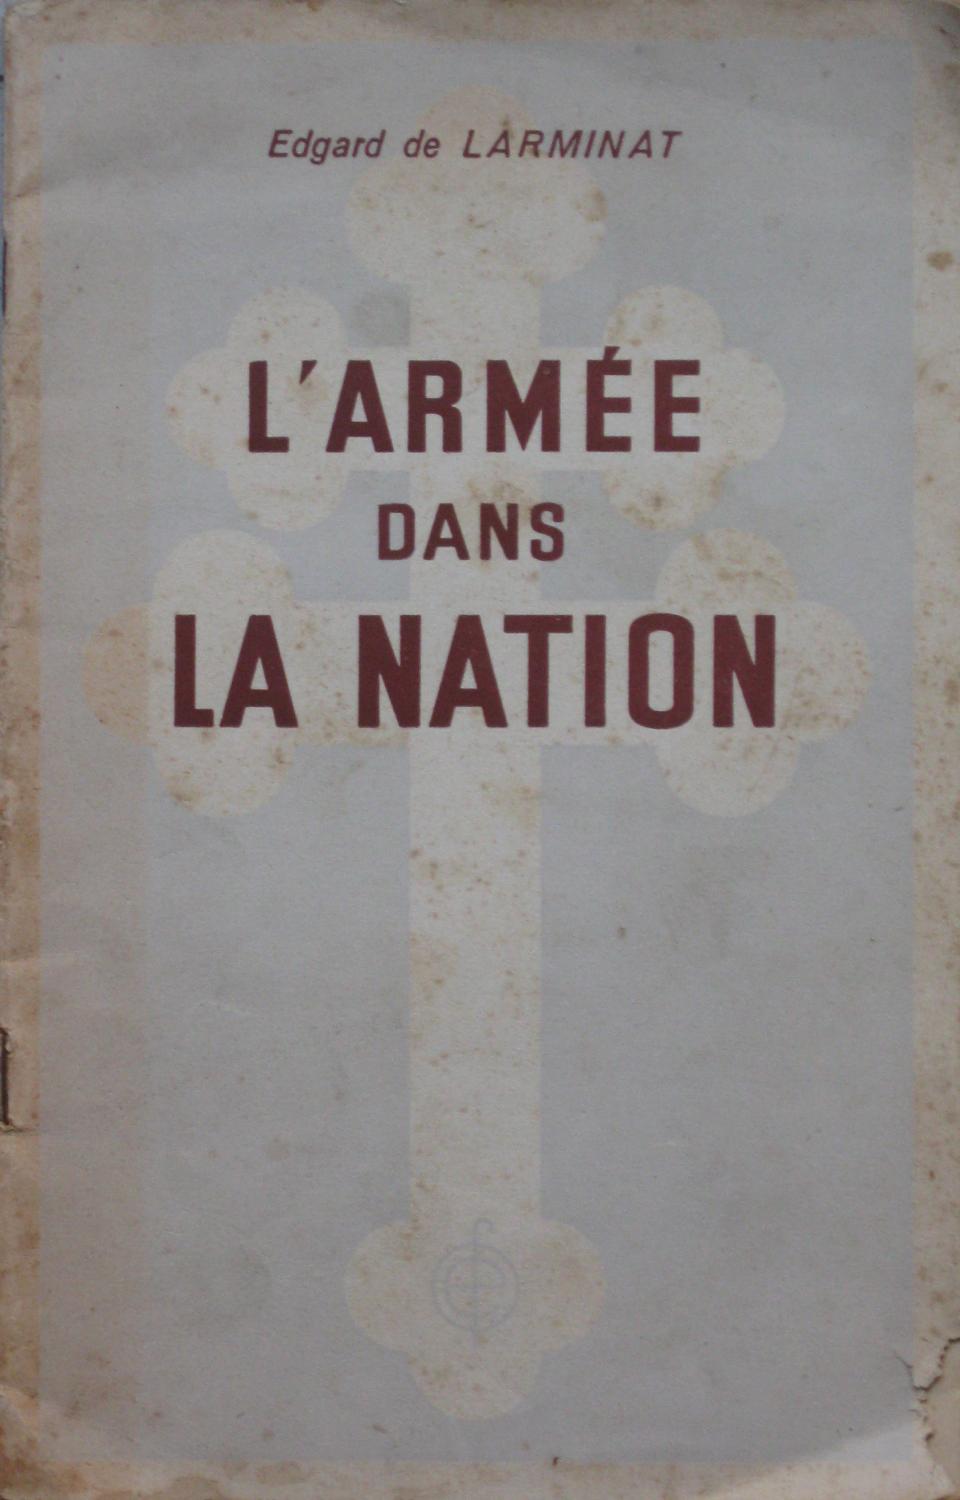 Edgard de LARMINAT
L'ARMÉE
DANS
LA NATION